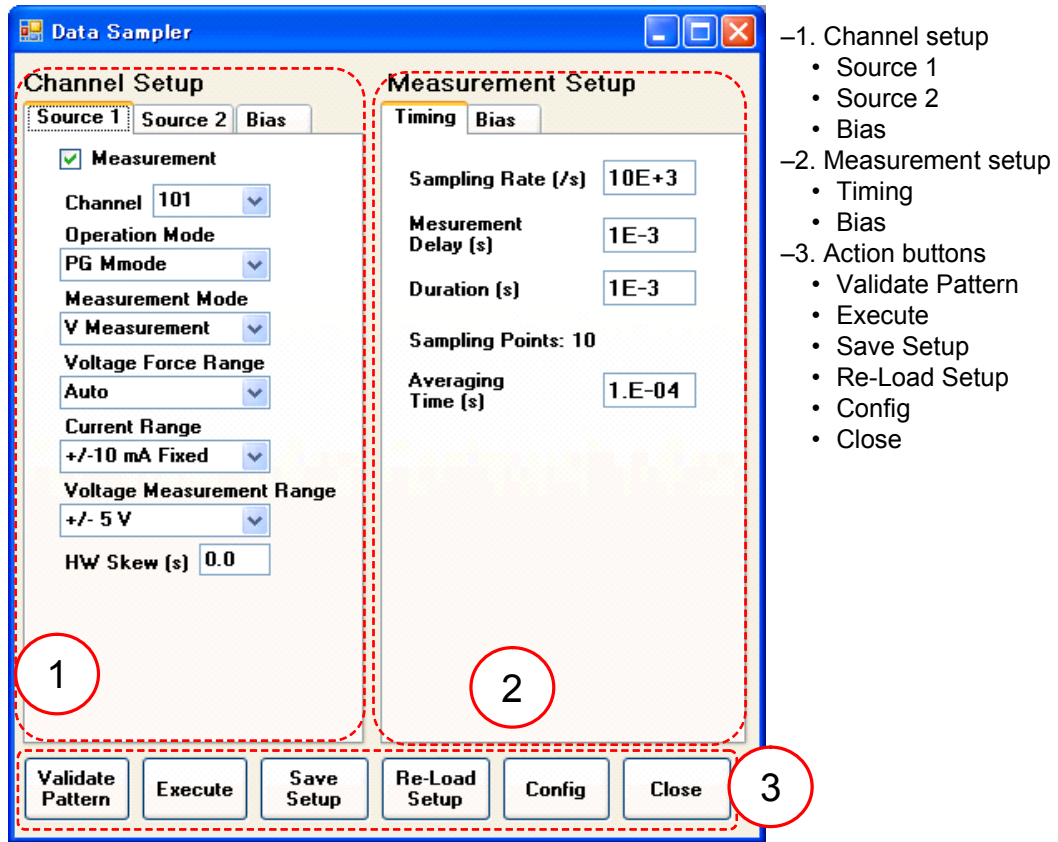 Data Sampler
Channel Setup
Source 1 Source 2 Bias
Measurement
Channel 101
Operation Mode
PG Mmode
Measurement Mode
V Measurement
Voltage Force Range
Auto
Current Range
+/-10 mA Fixed
Voltage Measurement Range
+/- 5 V
HW Skew (s) 0.0
1
Measurement Setup
Timing Bias
Sampling Rate (/s) 10E+3
Mesurement
Delay (s) 1E-3
Duration (s) 1E-3
Sampling Points: 10
Averaging
Time (s) 1.E-04
2
Validate
Pattern
Execute
Save
Setup
Re-Load
Setup
Config
Close
3
–1. Channel setup
• Source 1
• Source 2
• Bias
–2. Measurement setup
• Timing
• Bias
–3. Action buttons
• Validate Pattern
• Execute
• Save Setup
• Re-Load Setup
• Config
• Close